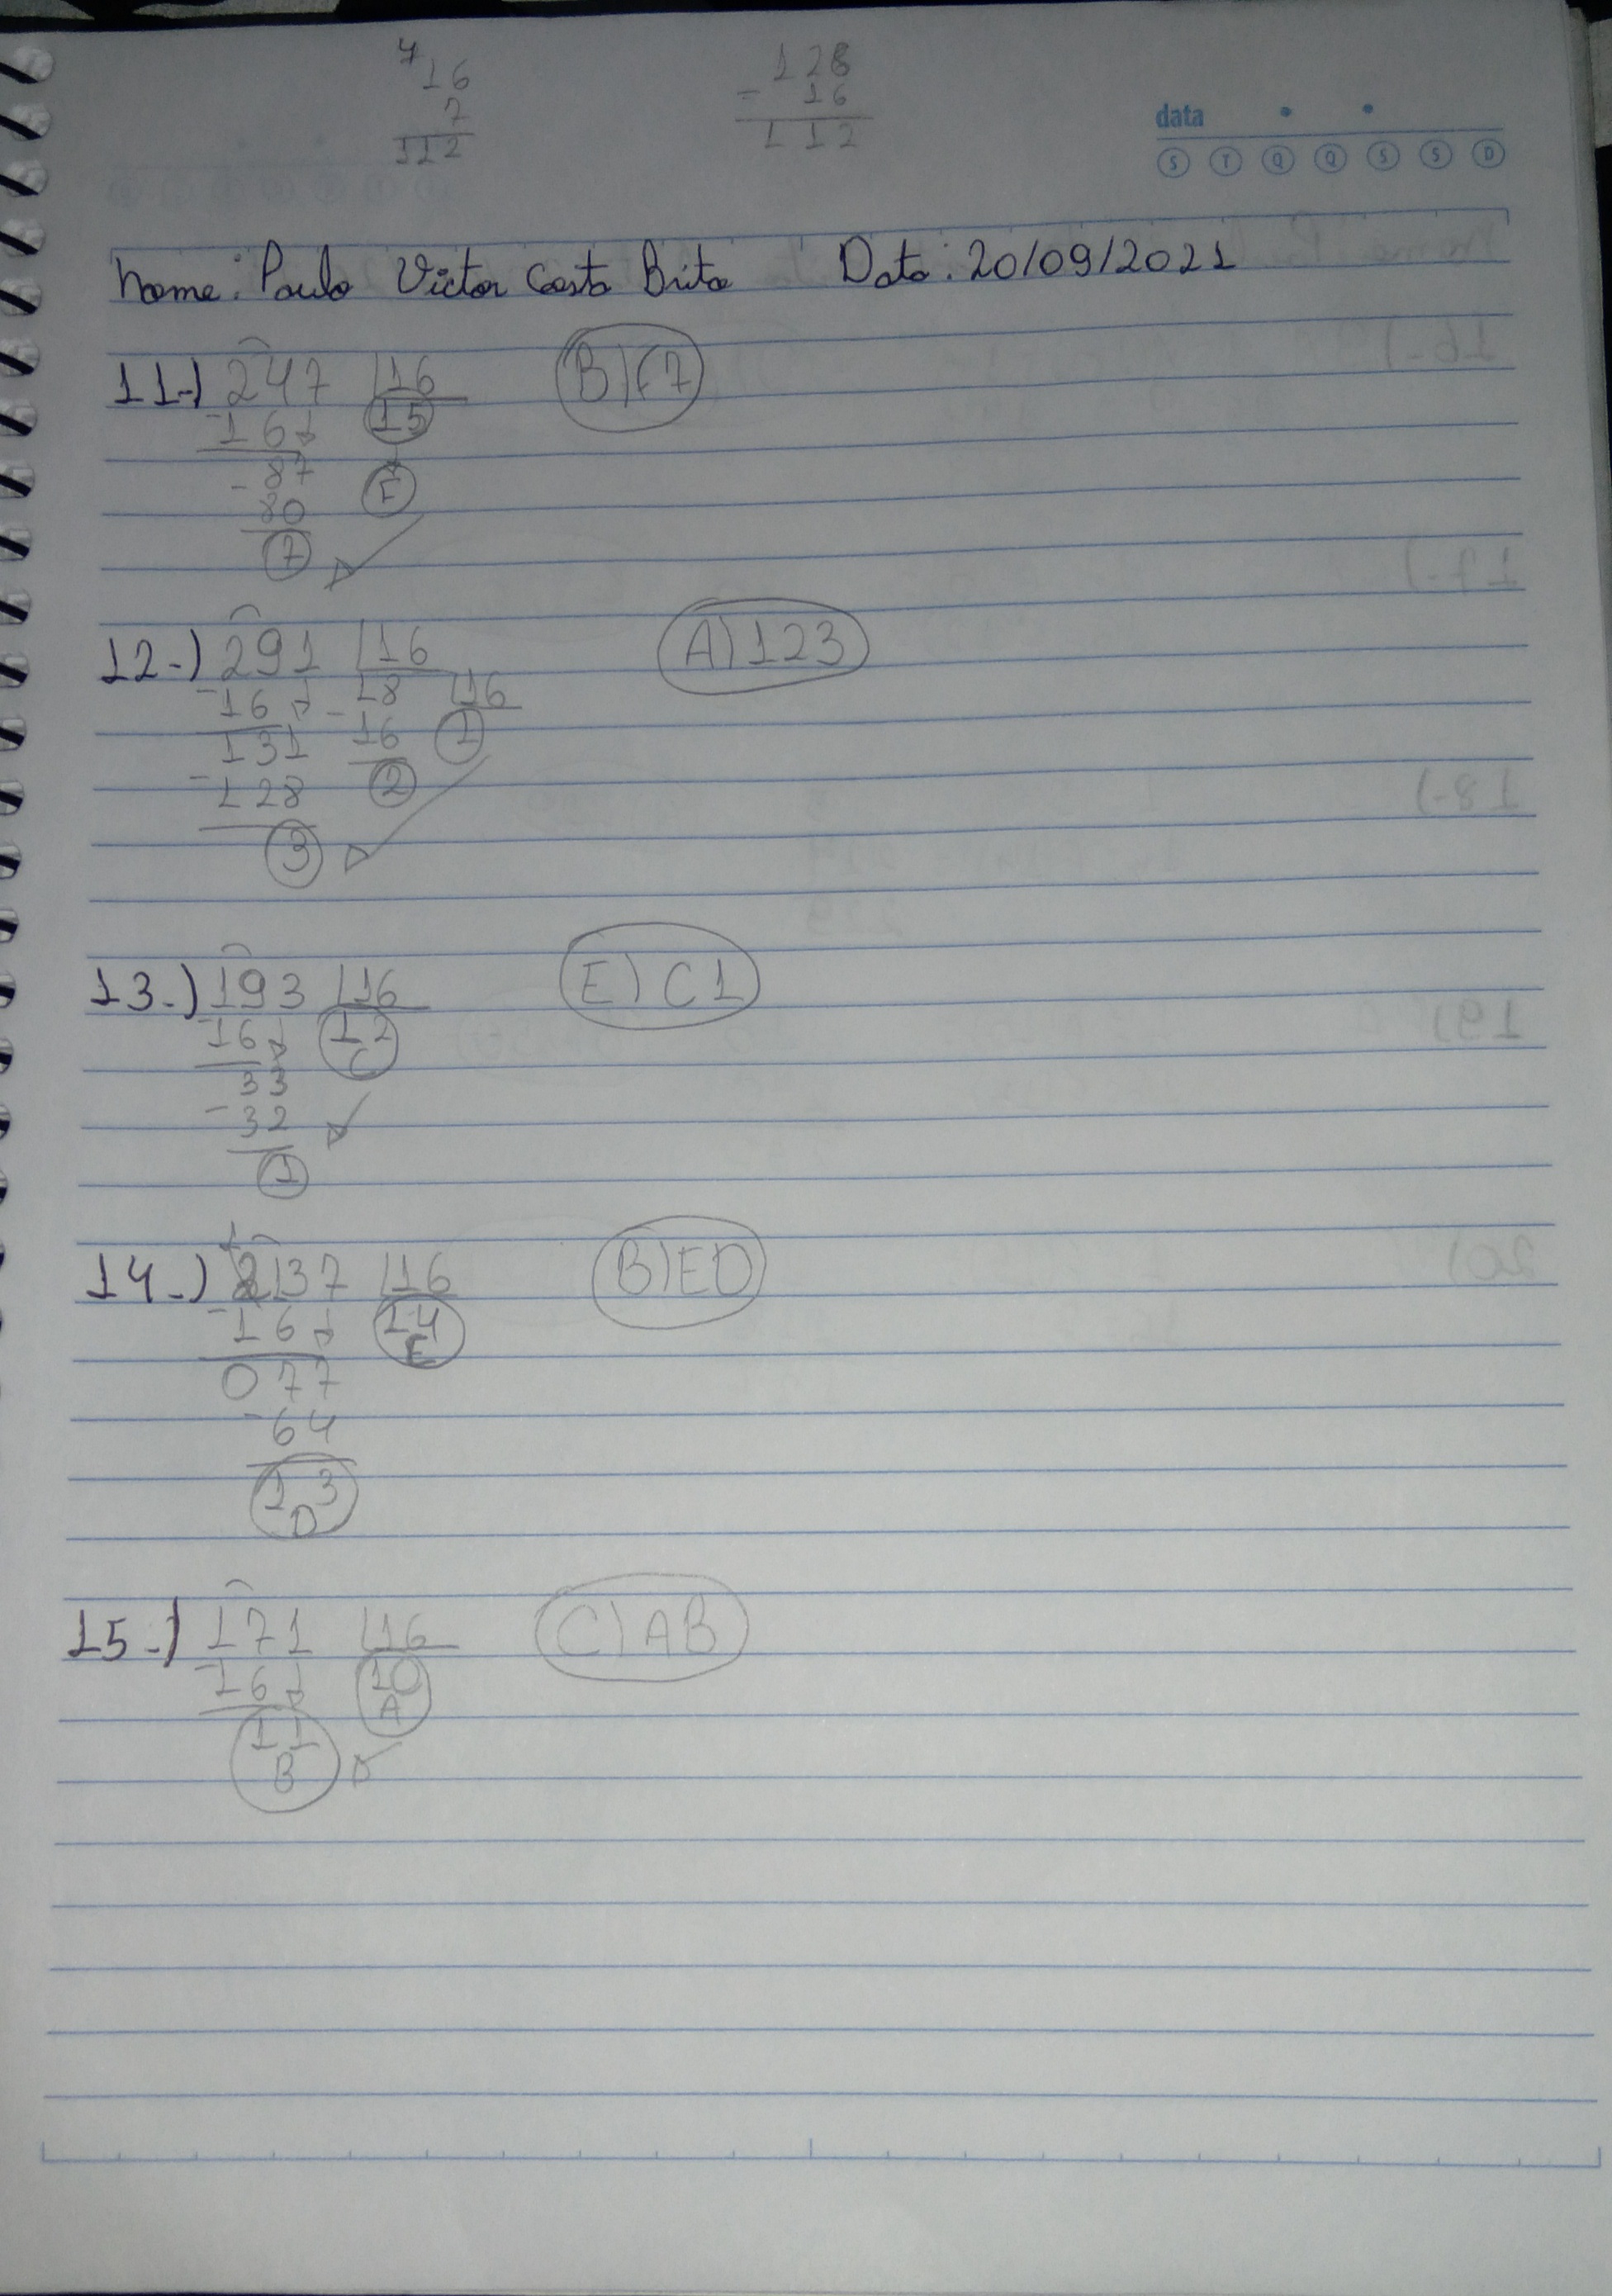 4
16
7
112
128
- 16
112
data
S T Q Q S S D
Nome: Paulo Victor Costa Brito Data: 20/09/2021
11-) 247 16 B) F7
-161 15
-87 F
80
7
12-) 291 16 A) 123
-16 -18 16
131 16 1
-128 2
3
13-) 193 16 E) C1
-16 12
33 C
-32
1
14-) 237 16 B) ED
-16 14
077 E
-64
13
D
15-) 171 16 C) AB
-16 10
11 A
B